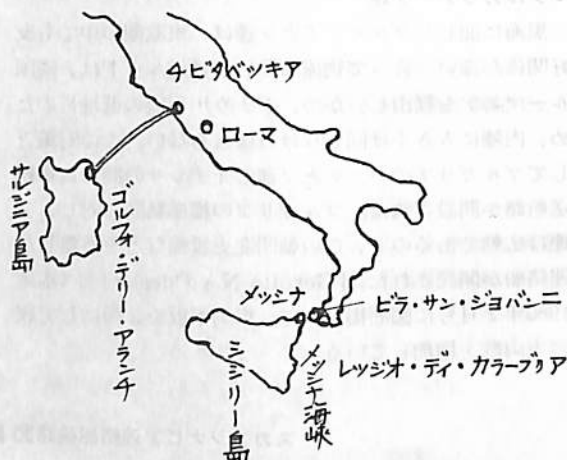 チビタベッキア
ローマ
サルジニア島
ゴルフォ・デリー・アランチ
メッシナ
ビラ・サン・ジョバーニ
レッジオ・ディ・カラーブリア
メッシナ海峡
シシリー島